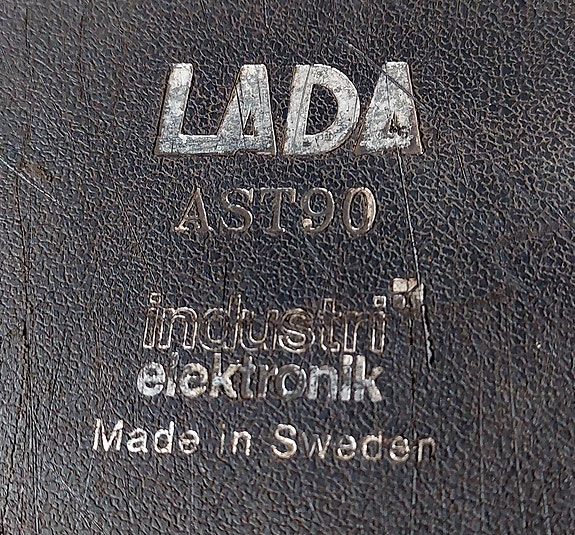 LADA
AST90
industri
elektronik
Made in Sweden